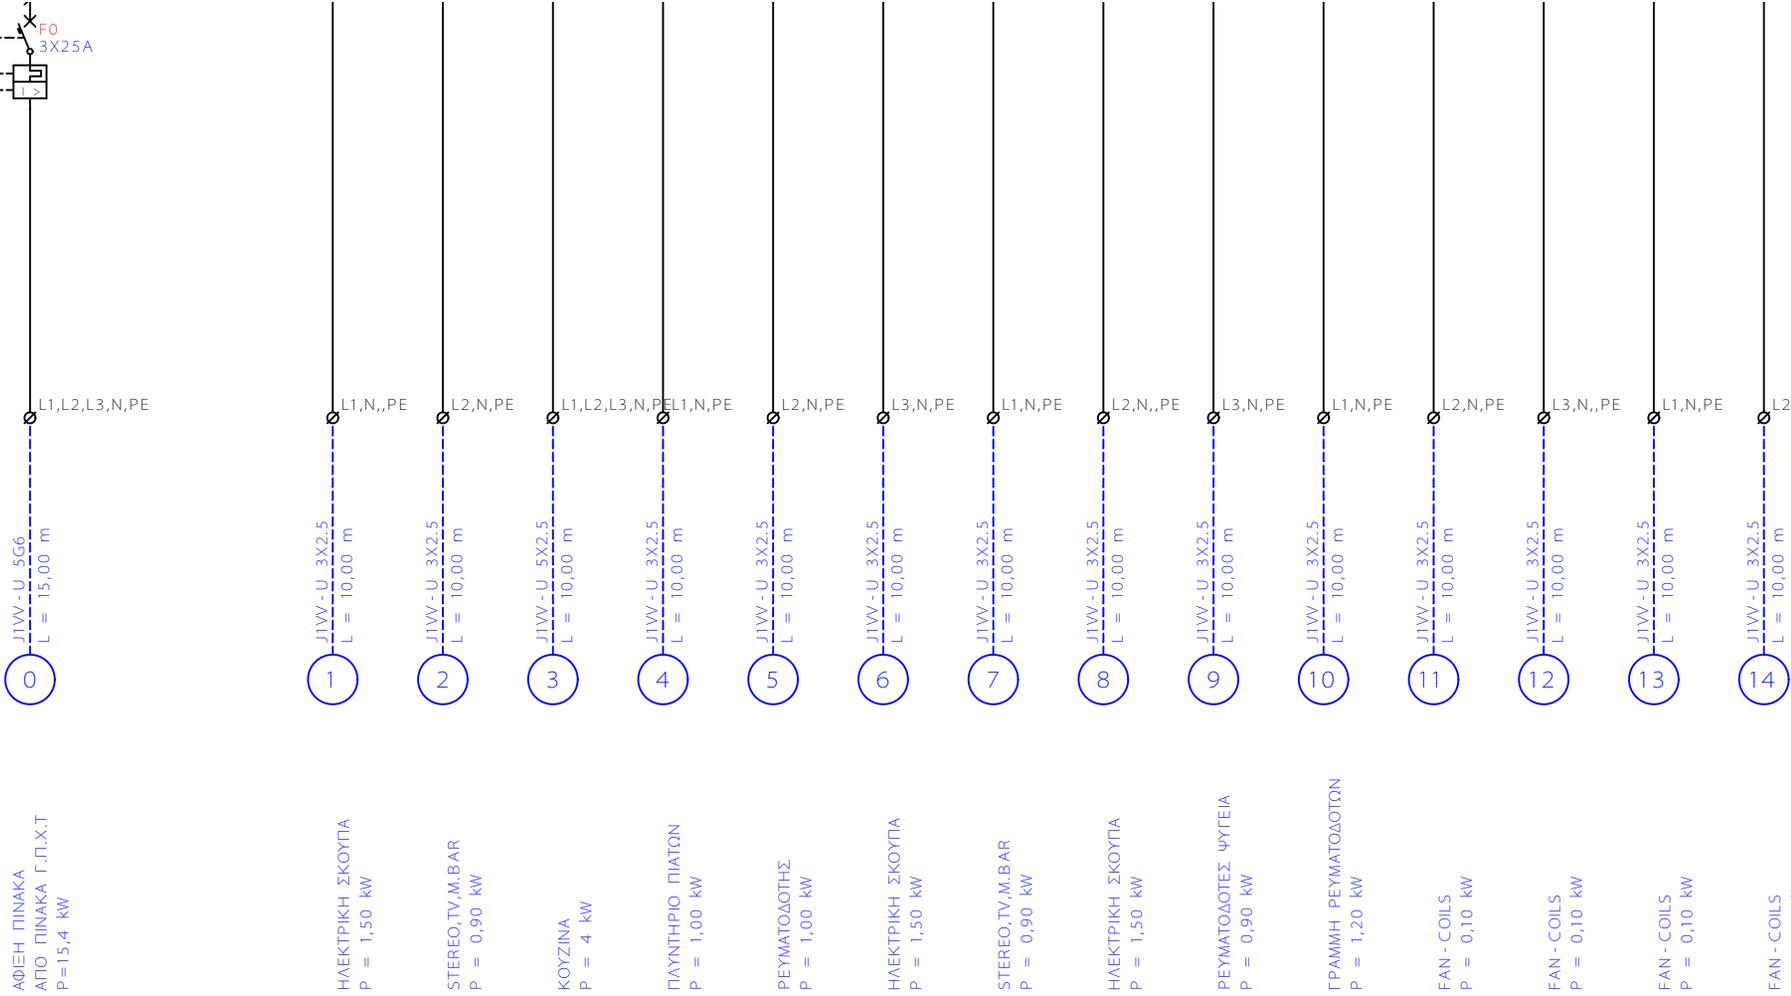 F0
3X25A
I >
L1,L2,L3,N,PE
L1,N,,PE
L2,N,PE
L1,L2,L3,N,PE
L1,N,PE
L2,N,PE
L3,N,PE
L1,N,PE
L2,N,,PE
L3,N,PE
L1,N,PE
L2,N,PE
L3,N,,PE
L1,N,PE
L2
J1VV-U 5G6
L = 15,00 m
J1VV-U 3X2.5
L = 10,00 m
J1VV-U 3X2.5
L = 10,00 m
J1VV-U 5X2.5
L = 10,00 m
J1VV-U 3X2.5
L = 10,00 m
J1VV-U 3X2.5
L = 10,00 m
J1VV-U 3X2.5
L = 10,00 m
J1VV-U 3X2.5
L = 10,00 m
J1VV-U 3X2.5
L = 10,00 m
J1VV-U 3X2.5
L = 10,00 m
J1VV-U 3X2.5
L = 10,00 m
J1VV-U 3X2.5
L = 10,00 m
J1VV-U 3X2.5
L = 10,00 m
J1VV-U 3X2.5
L = 10,00 m
J1VV-U 3X2.5
L = 10,00 m
0
1
2
3
4
5
6
7
8
9
10
11
12
13
14
ΑΦΙΞΗ ΠΙΝΑΚΑ
ΑΠΟ ΠΙΝΑΚΑ Γ.Π.Χ.Τ
P=15,4 kW
ΗΛΕΚΤΡΙΚΗ ΣΚΟΥΠΑ
P = 1,50 kW
STEREO,TV,M.BAR
P = 0,90 kW
ΚΟΥΖΙΝΑ
P = 4 kW
ΠΛΥΝΤΗΡΙΟ ΠΙΑΤΩΝ
P = 1,00 kW
ΡΕΥΜΑΤΟΔΟΤΗΣ
P = 1,00 kW
ΗΛΕΚΤΡΙΚΗ ΣΚΟΥΠΑ
P = 1,50 kW
STEREO,TV,M.BAR
P = 0,90 kW
ΗΛΕΚΤΡΙΚΗ ΣΚΟΥΠΑ
P = 1,50 kW
ΡΕΥΜΑΤΟΔΟΤΕΣ ΨΥΓΕΙΑ
P = 0,90 kW
ΓΡΑΜΜΗ ΡΕΥΜΑΤΟΔΟΤΩΝ
P = 1,20 kW
FAN-COILS
P = 0,10 kW
FAN-COILS
P = 0,10 kW
FAN-COILS
P = 0,10 kW
FAN-COILS